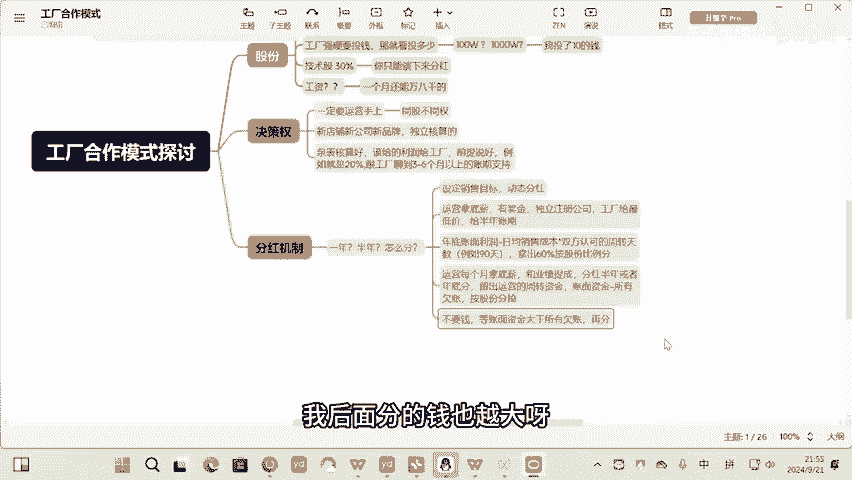 工厂合作模式
主题
子主题
联系
概要
外框
标记
插入
ZEN
演说
格式
升级至 Pro
股份
工厂强硬要投钱，那就看投多少
100W？ 1000W？
我投了10的钱
技术股 30%
你只能谈下来分红
工资？？
一个月还能万八千的
工厂合作模式探讨
决策权
一定要运营手上
同股不同权
新店铺新公司新品牌，独立核算的
亲表核算好，该给的利润给工厂，前提说好，例
如就是20%,跟工厂聊到3-6个月以上的账期支持
分红机制
一年？半年？怎么分？
设定销售目标，动态分红
运营拿底薪，有奖金，独立注册公司，工厂给最
低价，给半年账期
年底账面利润-日均销售成本*双方认可的周转天
数（例如90天），拿出60%按股份比例分
运营每个月拿底薪，和业绩提成，分红半年或者
年底分，留出运营的周转资金，账面资金-所有
欠账，按股份分掉
不要钱，等账面资金大于所有欠账，再分
我后面分的钱也越大呀
主题: 1 / 26
100%
大纲
中
拼
21:55
2024/9/21